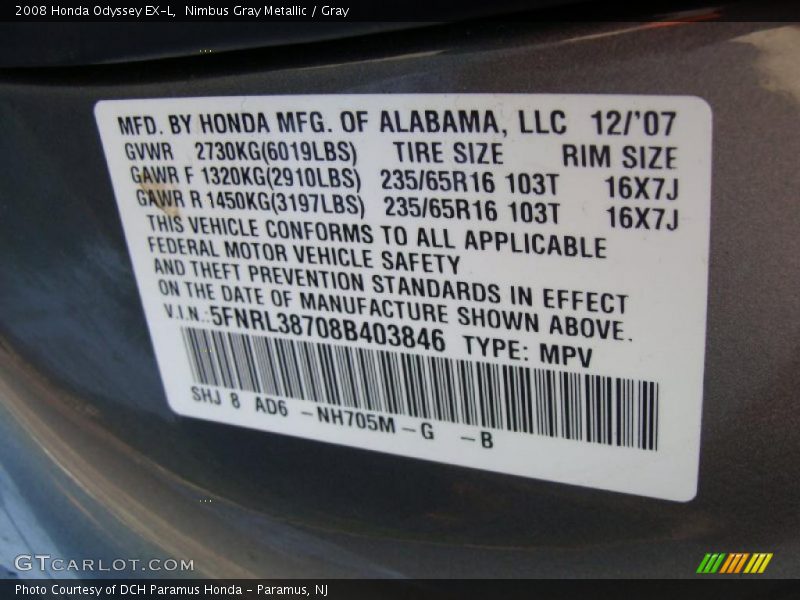 2008 Honda Odyssey EX-L,  Nimbus Gray Metallic / Gray
MFD. BY HONDA MFG. OF ALABAMA, LLC 12/'07
GVWR 2730KG(6019LBS) TIRE SIZE RIM SIZE
GAWR F 1320KG(2910LBS) 235/65R16 103T 16X7J
GAWR R 1450KG(3197LBS) 235/65R16 103T 16X7J
THIS VEHICLE CONFORMS TO ALL APPLICABLE
FEDERAL MOTOR VEHICLE SAFETY
AND THEFT PREVENTION STANDARDS IN EFFECT
ON THE DATE OF MANUFACTURE SHOWN ABOVE.
V.I.N.:5FNRL38708B403846 TYPE: MPV
SHJ 8 AD6 -NH705M-G -B
GTCARLOT.COM
Photo Courtesy of DCH Paramus Honda - Paramus, NJ